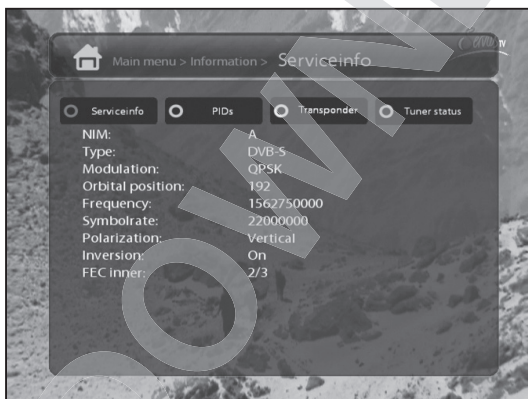 Main menu > Information > Serviceinfo
Serviceinfo PIDs Transponder Tuner status
NIM: A
Type: DVB-S
Modulation: QPSK
Orbital position: 192
Frequency: 1562750000
Symbolrate: 22000000
Polarization: Vertical
Inversion: On
FEC inner: 2/3